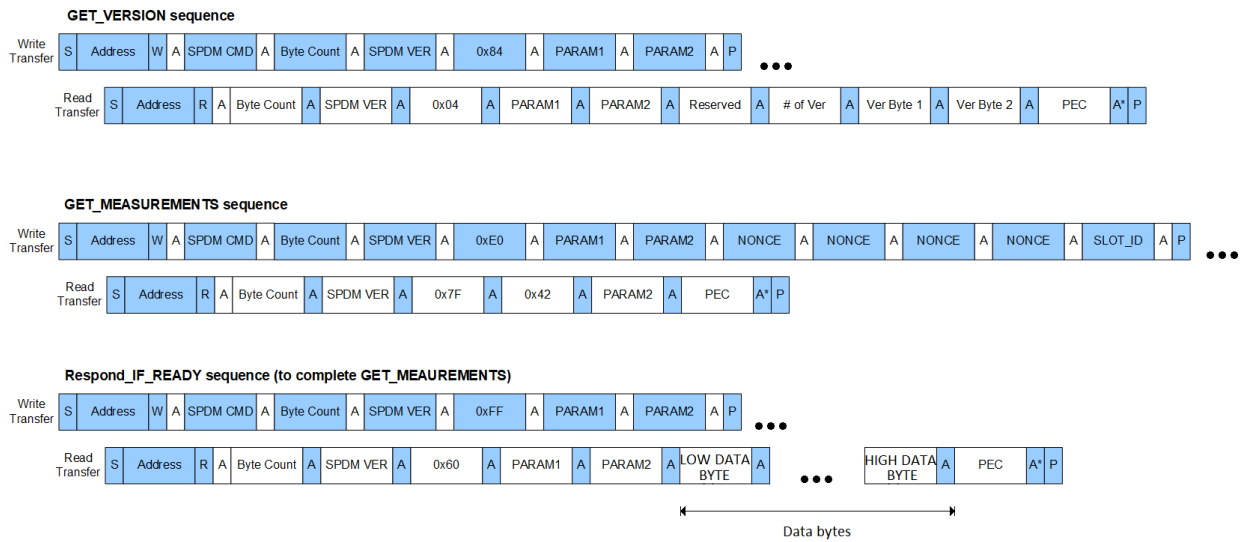 GET_VERSION sequence
Write
Transfer
S Address W A SPDM CMD A Byte Count A SPDM VER A 0x84 A PARAM1 A PARAM2 A P
Read
Transfer
S Address R A Byte Count A SPDM VER A 0x04 A PARAM1 A PARAM2 A Reserved A # of Ver A Ver Byte 1 A Ver Byte 2 A PEC A* P
GET_MEASUREMENTS sequence
Write
Transfer
S Address W A SPDM CMD A Byte Count A SPDM VER A 0xE0 A PARAM1 A PARAM2 A NONCE A NONCE A NONCE A NONCE A SLOT_ID A P
Read
Transfer
S Address R A Byte Count A SPDM VER A 0x7F A 0x42 A PARAM2 A PEC A* P
Respond_IF_READY sequence (to complete GET_MEAUREMENTS)
Write
Transfer
S Address W A SPDM CMD A Byte Count A SPDM VER A 0xFF A PARAM1 A PARAM2 A P
Read
Transfer
S Address R A Byte Count A SPDM VER A 0x60 A PARAM1 A PARAM2 A LOW DATA BYTE A HIGH DATA BYTE A PEC A* P
Data bytes